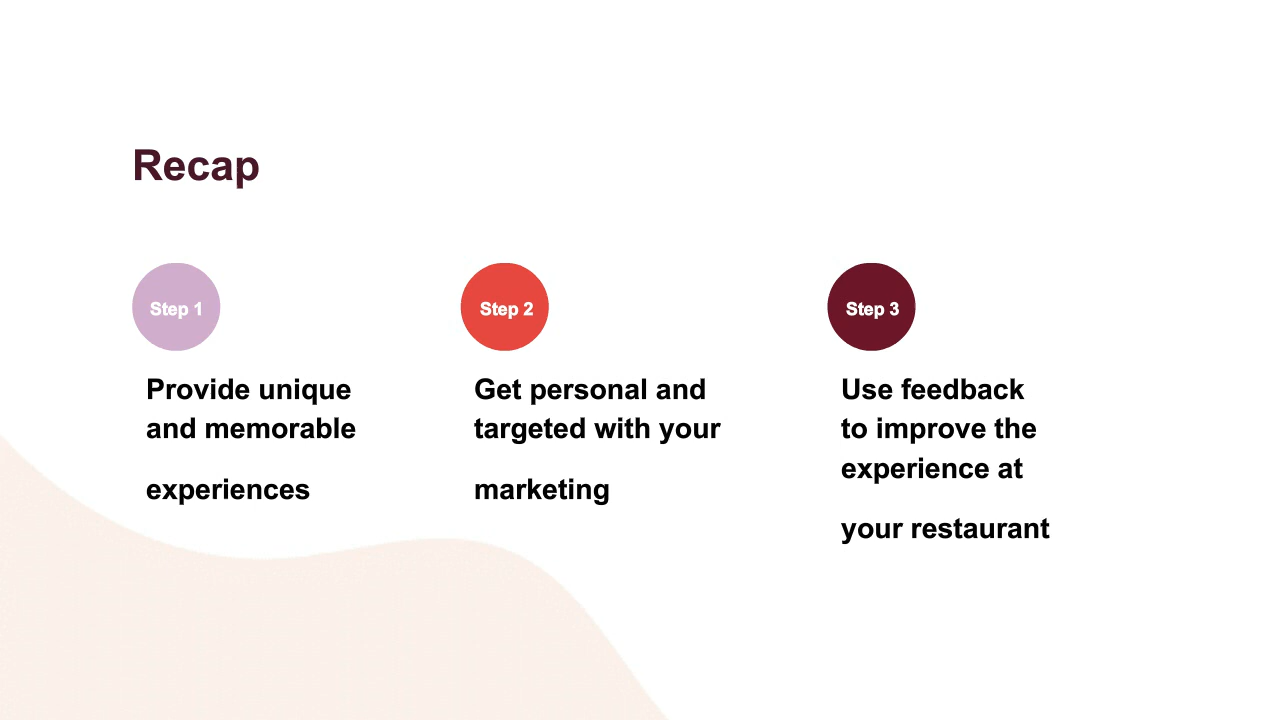 Recap
Step 1
Provide unique
and memorable
experiences
Step 2
Get personal and
targeted with your
marketing
Step 3
Use feedback
to improve the
experience at
your restaurant